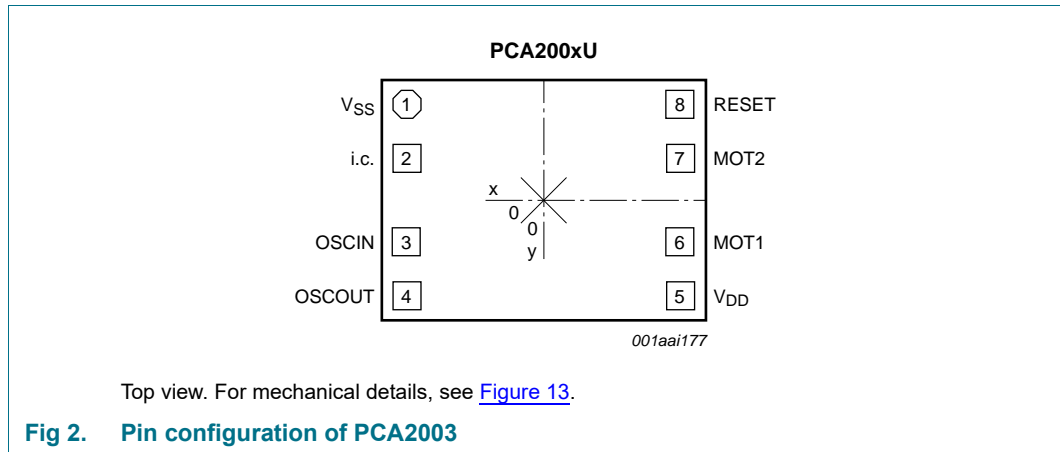 PCA200xU
VSS 1 8 RESET
i.c. 2 7 MOT2
x
0
0
y
OSCIN 3 6 MOT1
OSCOUT 4 5 VDD
001aai177
Top view. For mechanical details, see Figure 13.
Fig 2. Pin configuration of PCA2003